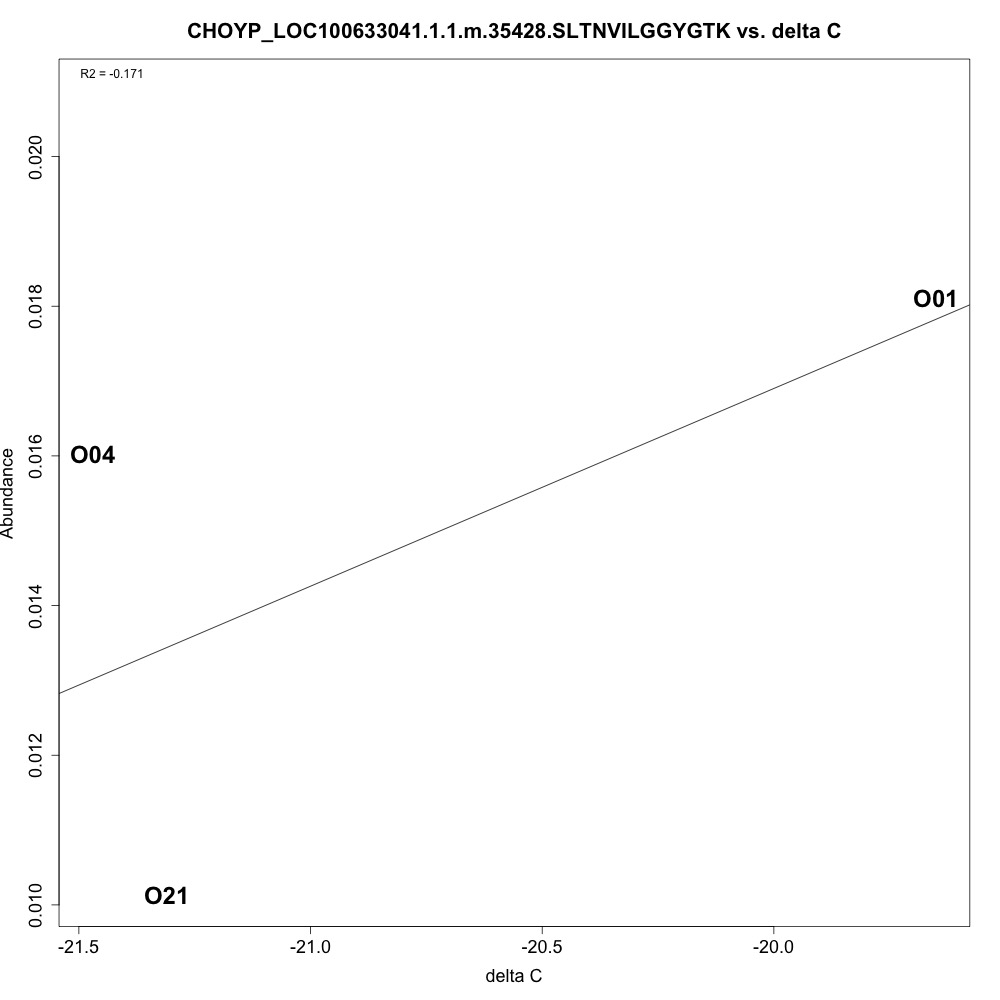 CHOYP_LOC100633041.1.1.m.35428.SLTNVILGGYGTK vs. delta C
R2 = -0.171
0.020
0.018
0.016
0.014
0.012
0.010
Abundance
O01
O04
O21
-21.5 -21.0 -20.5 -20.0
delta C